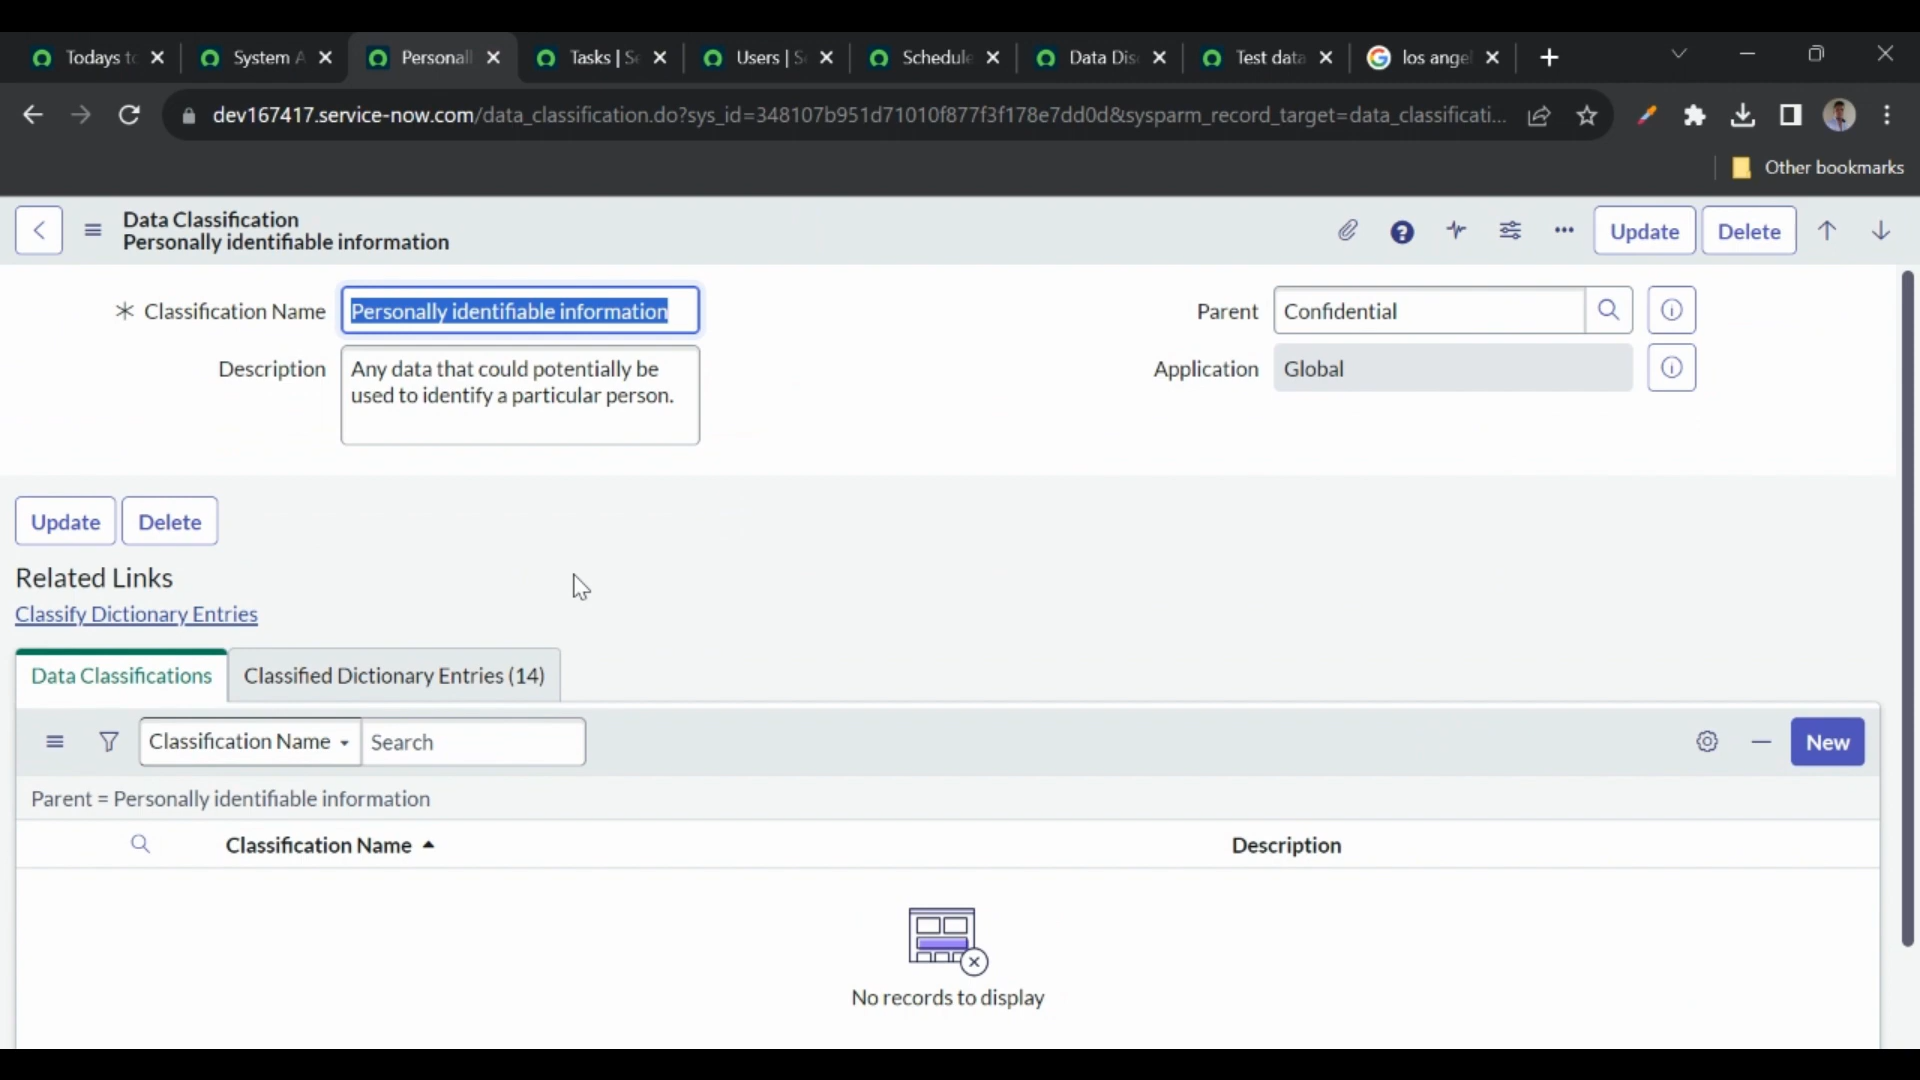 Todays to
System A
Personall
Tasks | Se
Users | S
Schedule
Data Dis
Test data
los angel
dev167417.service-now.com/data_classification.do?sys_id=348107b951d71010f877f3f178e7dd0d&sysparm_record_target=data_classificati...
Other bookmarks
Data Classification
Personally identifiable information
Update
Delete
Classification Name
Personally identifiable information
Parent
Confidential
Description
Any data that could potentially be
used to identify a particular person.
Application
Global
Update
Delete
Related Links
Classify Dictionary Entries
Data Classifications
Classified Dictionary Entries (14)
Classification Name
Search
New
Parent = Personally identifiable information
Classification Name
Description
No records to display